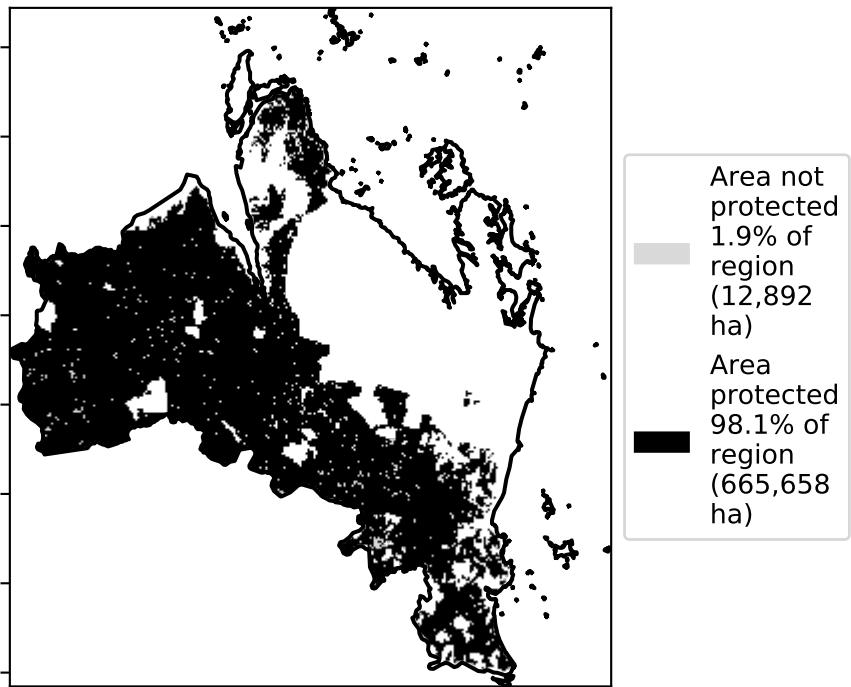 Area not
protected
1.9% of
region
(12,892
ha)
Area
protected
98.1% of
region
(665,658
ha)